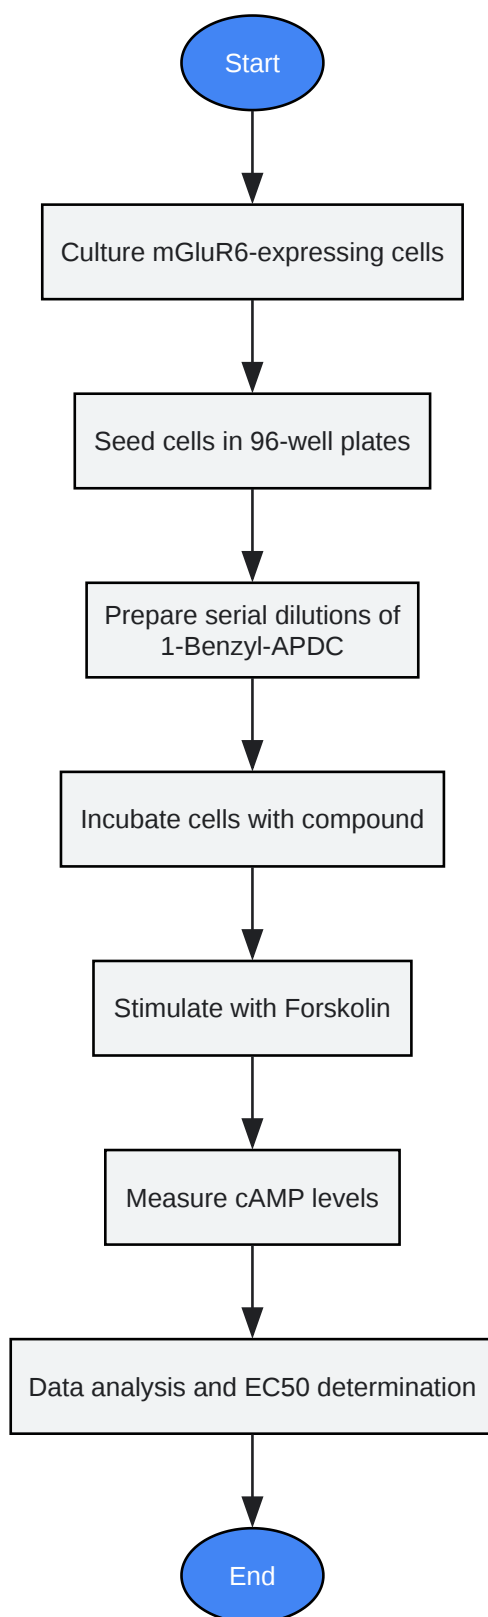 Start
Culture mGluR6-expressing cells
Seed cells in 96-well plates
Prepare serial dilutions of
1-Benzyl-APDC
Incubate cells with compound
Stimulate with Forskolin
Measure cAMP levels
Data analysis and EC50 determination
End